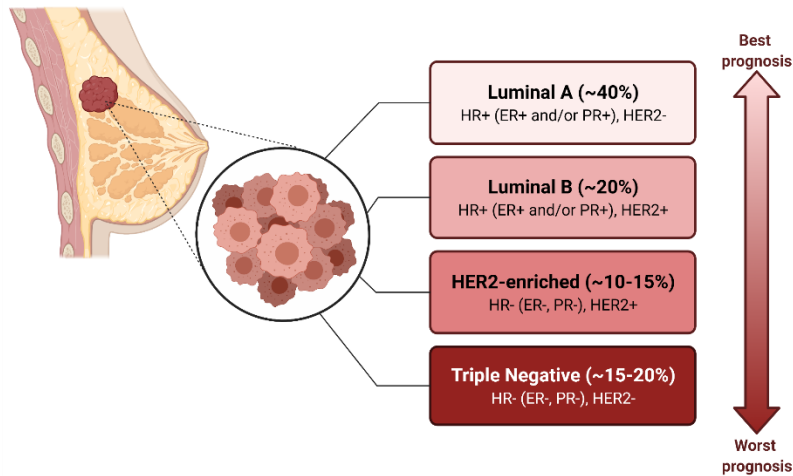 Best
prognosis
Luminal A (~40%)
HR+ (ER+ and/or PR+), HER2-
Luminal B (~20%)
HR+ (ER+ and/or PR+), HER2+
HER2-enriched (~10-15%)
HR- (ER-, PR-), HER2+
Triple Negative (~15-20%)
HR- (ER-, PR-), HER2-
Worst
prognosis